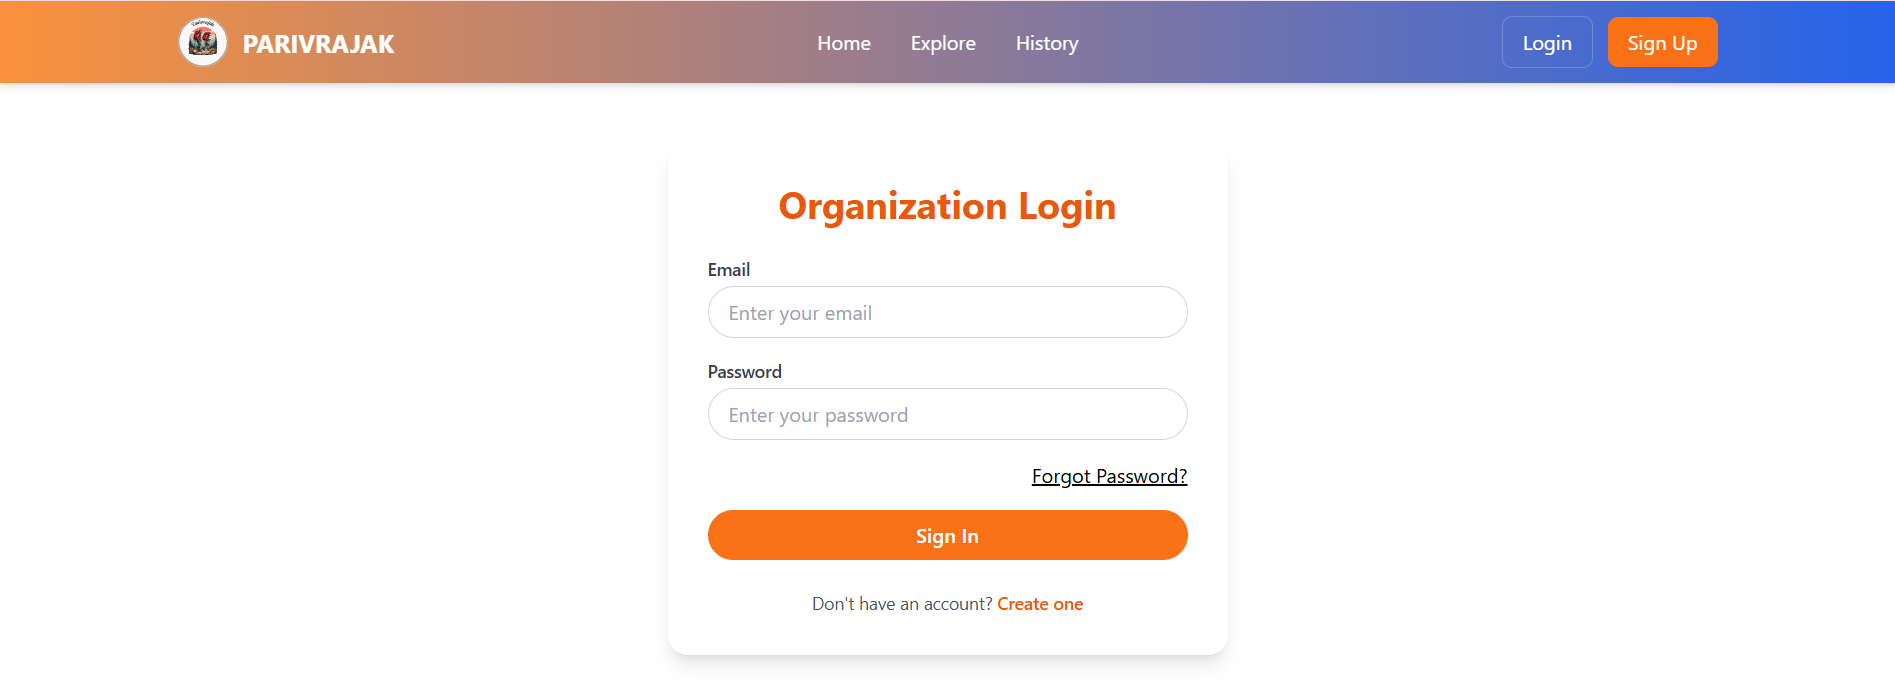 PARIVRAJAK
Home Explore History
Login Sign Up
Organization Login
Email
Enter your email
Password
Enter your password
Forgot Password?
Sign In
Don't have an account? Create one